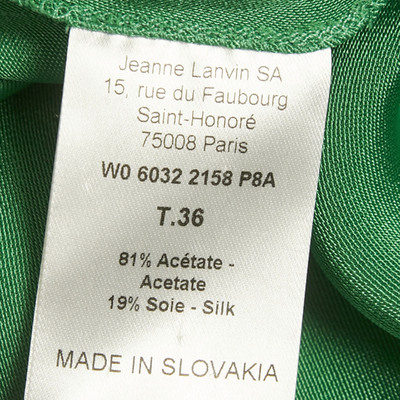 Jeanne Lanvin SA
15, rue du Faubourg
Saint-Honoré
75008 Paris
W0 6032 2158 P8A
T.36
81% Acétate -
Acetate
19% Soie - Silk
MADE IN SLOVAKIA